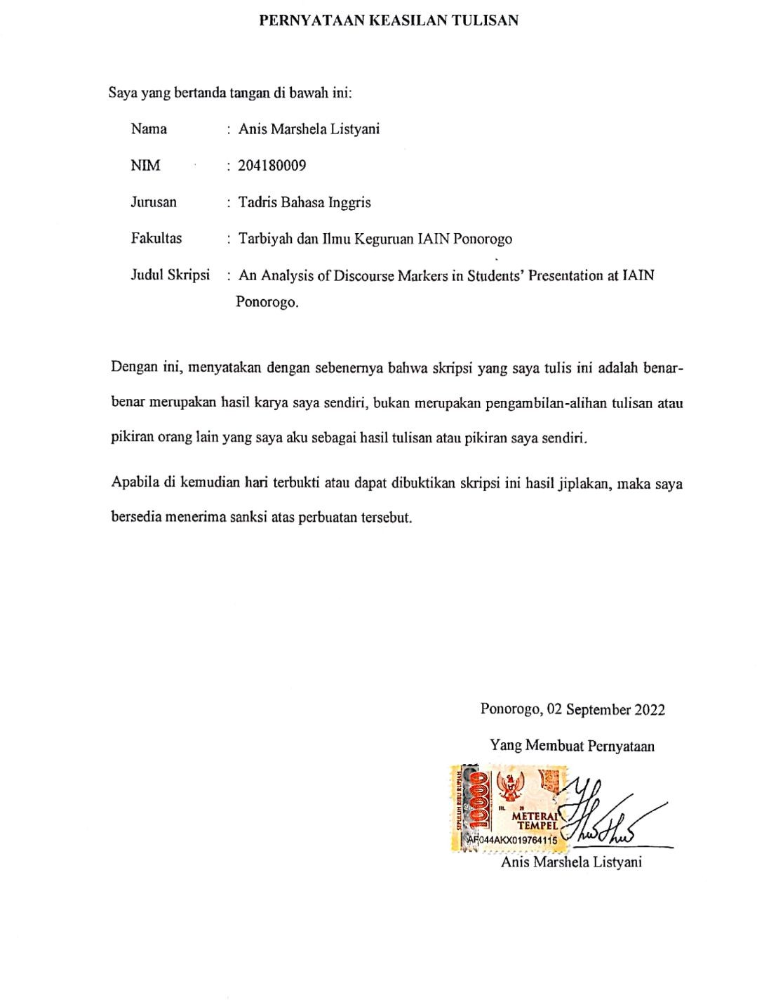 PERNYATAAN KEASILAN TULISAN
Saya yang bertanda tangan di bawah ini:
Nama : Anis Marshela Listyani
NIM : 204180009
Jurusan : Tadris Bahasa Inggris
Fakultas : Tarbiyah dan Ilmu Keguruan IAIN Ponorogo
Judul Skripsi : An Analysis of Discourse Markers in Students’ Presentation at IAIN
Ponorogo.
Dengan ini, menyatakan dengan sebenernya bahwa skripsi yang saya tulis ini adalah benar-
benar merupakan hasil karya saya sendiri, bukan merupakan pengambilan-alihan tulisan atau
pikiran orang lain yang saya aku sebagai hasil tulisan atau pikiran saya sendiri.
Apabila di kemudian hari terbukti atau dapat dibuktikan skripsi ini hasil jiplakan, maka saya
bersedia menerima sanksi atas perbuatan tersebut.
Ponorogo, 02 September 2022
Yang Membuat Pernyataan
SEPULUH RIBU RUPIAH
10000
METERAI
TEMPEL
AF044AKX019764115
Anis Marshela Listyani